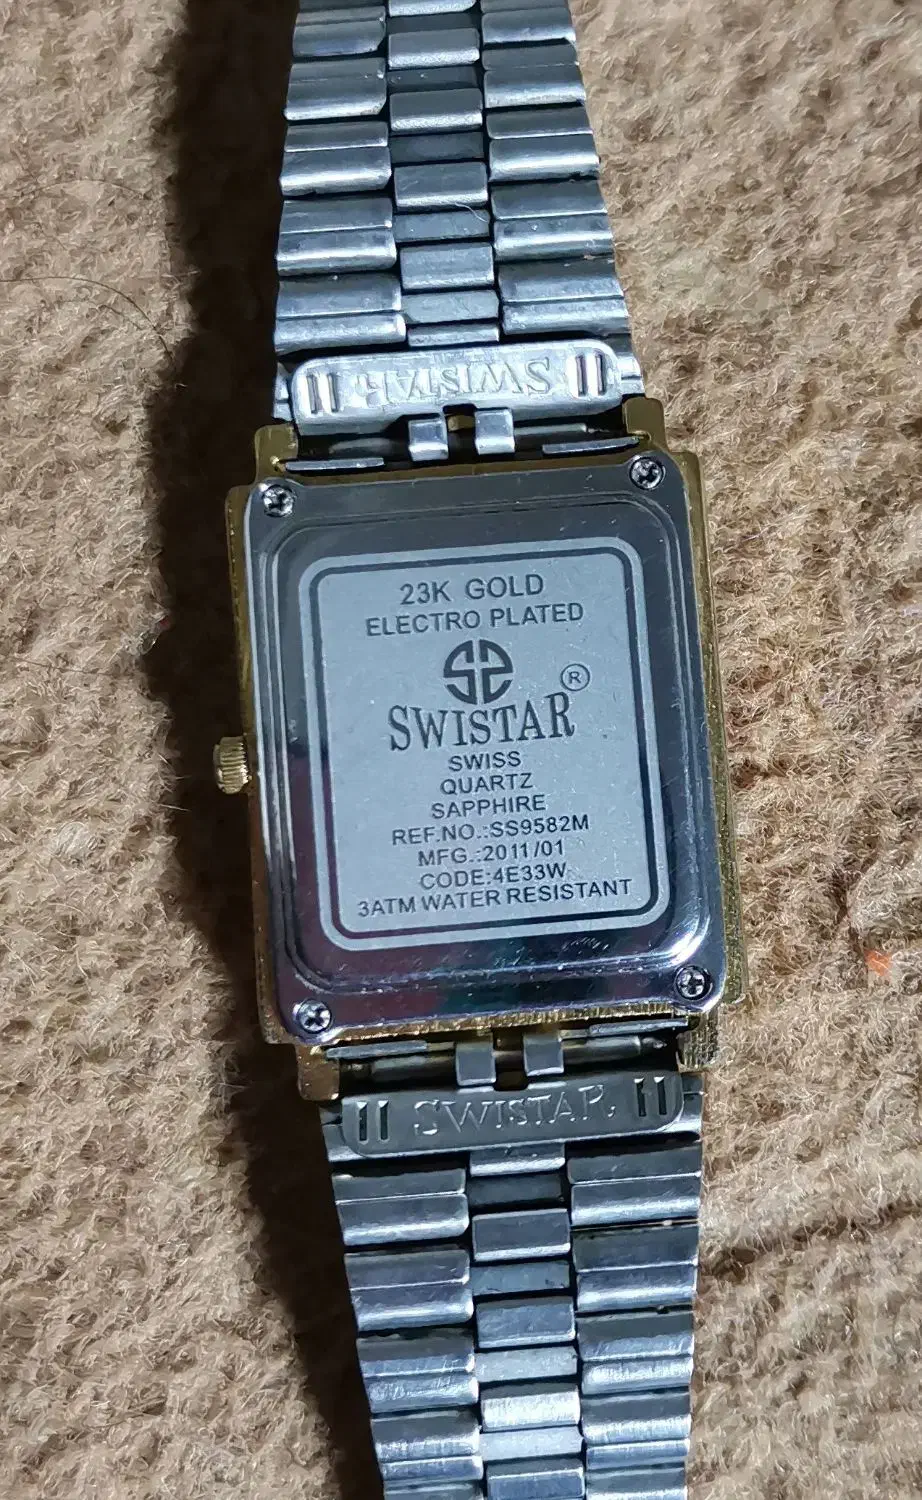 SWISTAR
23K GOLD
ELECTRO PLATED
®
SWISTAR
SWISS
QUARTZ
SAPPHIRE
REF.NO.:SS9582M
MFG.:2011/01
CODE:4E33W
3ATM WATER RESISTANT
SWISTAR